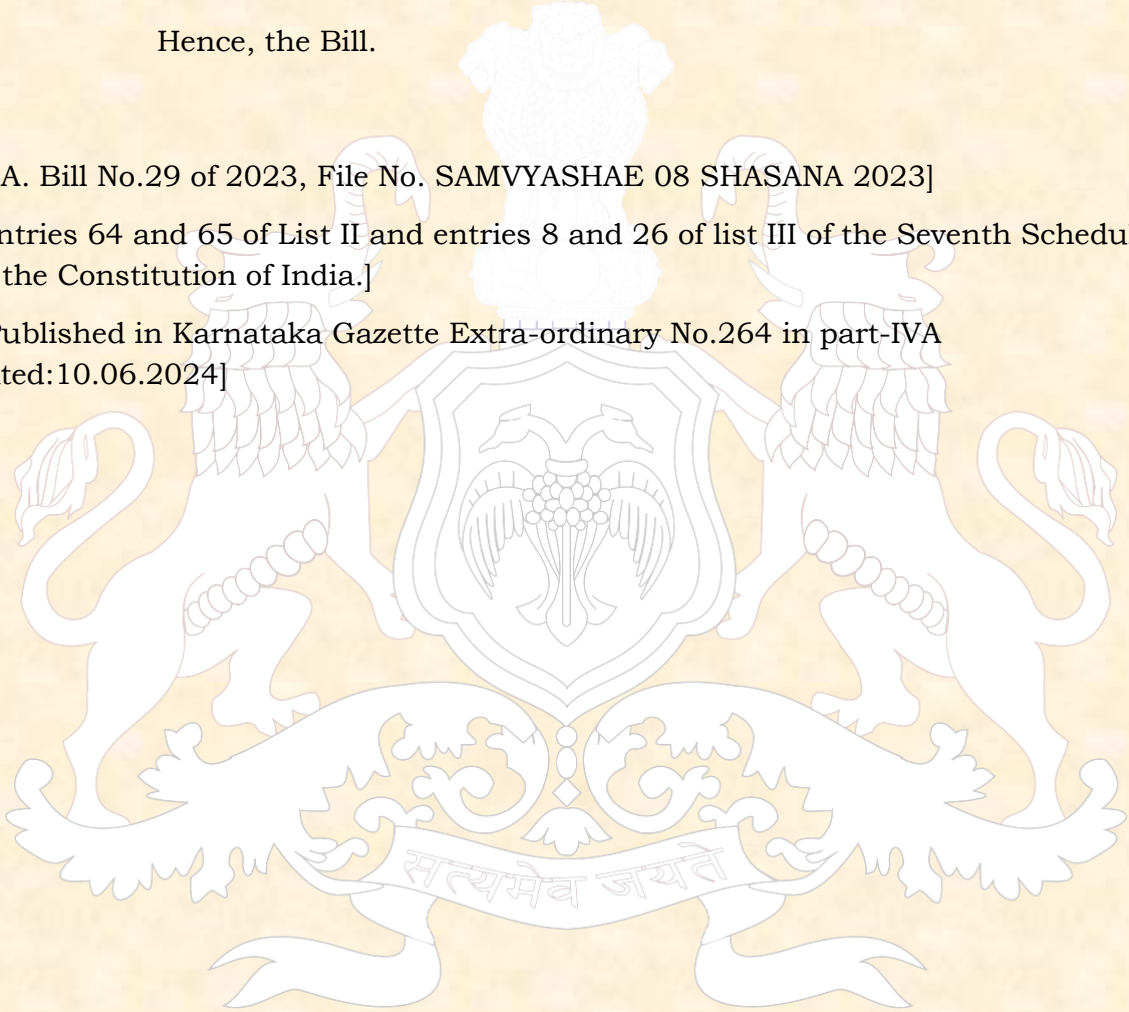 Hence, the Bill.
A. Bill No.29 of 2023, File No. SAMVYASHAE 08 SHASANA 2023]
ntries 64 and 65 of List II and entries 8 and 26 of list III of the Seventh Schedu
the Constitution of India.]
Published in Karnataka Gazette Extra-ordinary No.264 in part-IVA
ted:10.06.2024]
सत्यमेव जयते